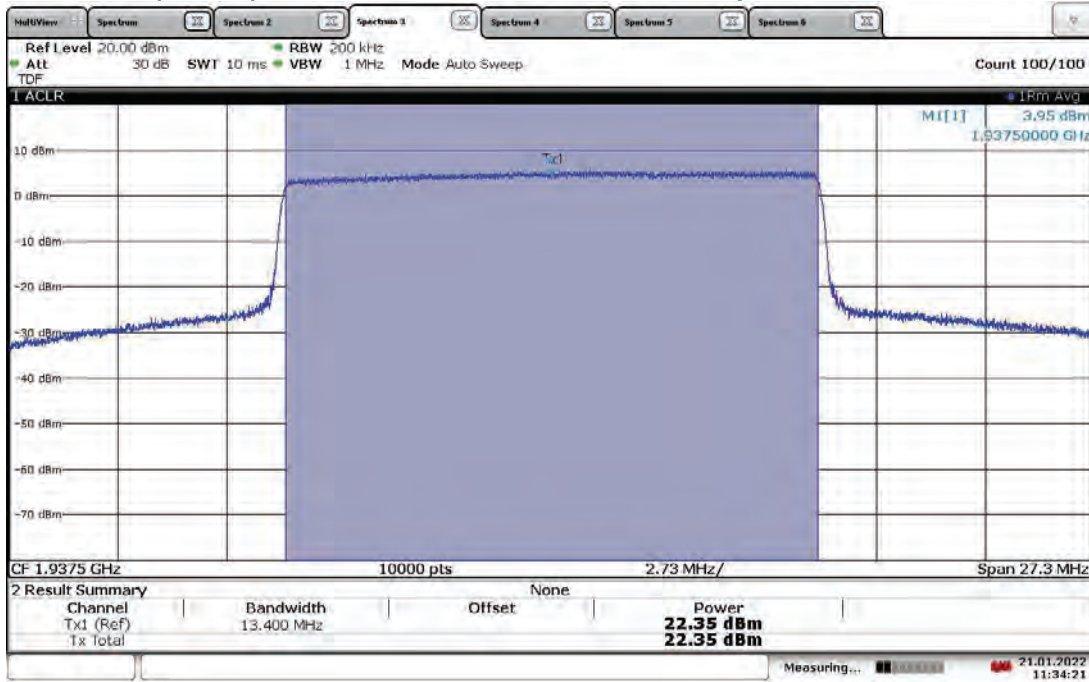 MultiView Spectrum Spectrum 2 Spectrum 3 Spectrum 4 Spectrum 5 Spectrum 6
Ref Level 20.00 dBm RBW 200 kHz
Att 30 dB SWT 10 ms VBW 1 MHz Mode Auto Sweep Count 100/100
TDF
1 ACLR 1Rm Avg
M1[1] 3.95 dBm
1.93750000 GHz
10 dBm
Tx1
0 dBm
-10 dBm
-20 dBm
-30 dBm
-40 dBm
-50 dBm
-60 dBm
-70 dBm
CF 1.9375 GHz 10000 pts 2.73 MHz/ Span 27.3 MHz
2 Result Summary None
Channel Bandwidth Offset Power
Tx1 (Ref) 13.400 MHz 22.35 dBm
Tx Total 22.35 dBm
Measuring... 21.01.2022
11:34:21